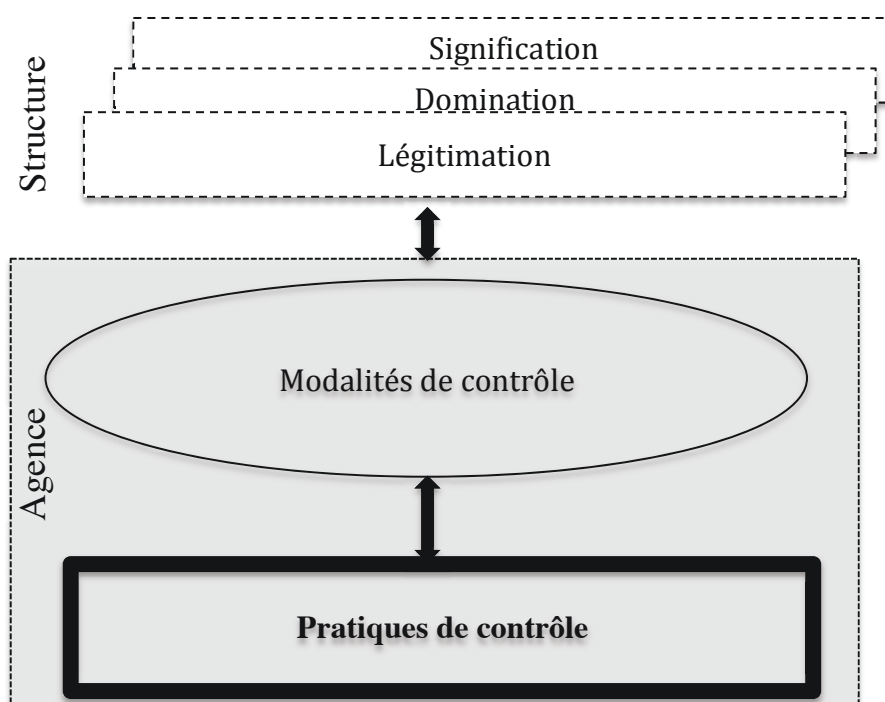 Structure
Signification
Domination
Légitimation
Agence
Modalités de contrôle
Pratiques de contrôle